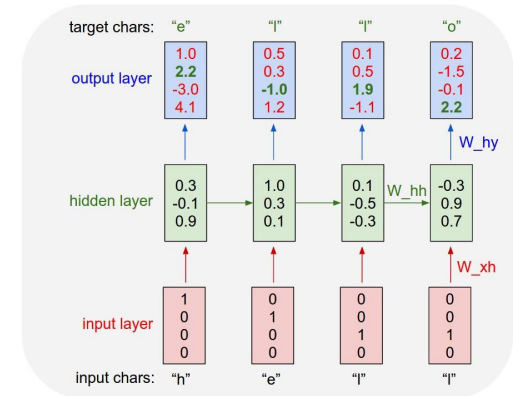 target chars: “e” “l” “l” “o”
output layer
1.0 0.5 0.1 0.2
2.2 0.3 0.5 -1.5
-3.0 -1.0 1.9 -0.1
4.1 1.2 -1.1 2.2
W_hy
hidden layer
0.3 1.0 0.1 -0.3
-0.1 0.3 -0.5 0.9
0.9 0.1 -0.3 0.7
W_hh
W_xh
input layer
1 0 0 0
0 1 0 0
0 0 1 1
0 0 0 0
input chars: “h” “e” “l” “l”